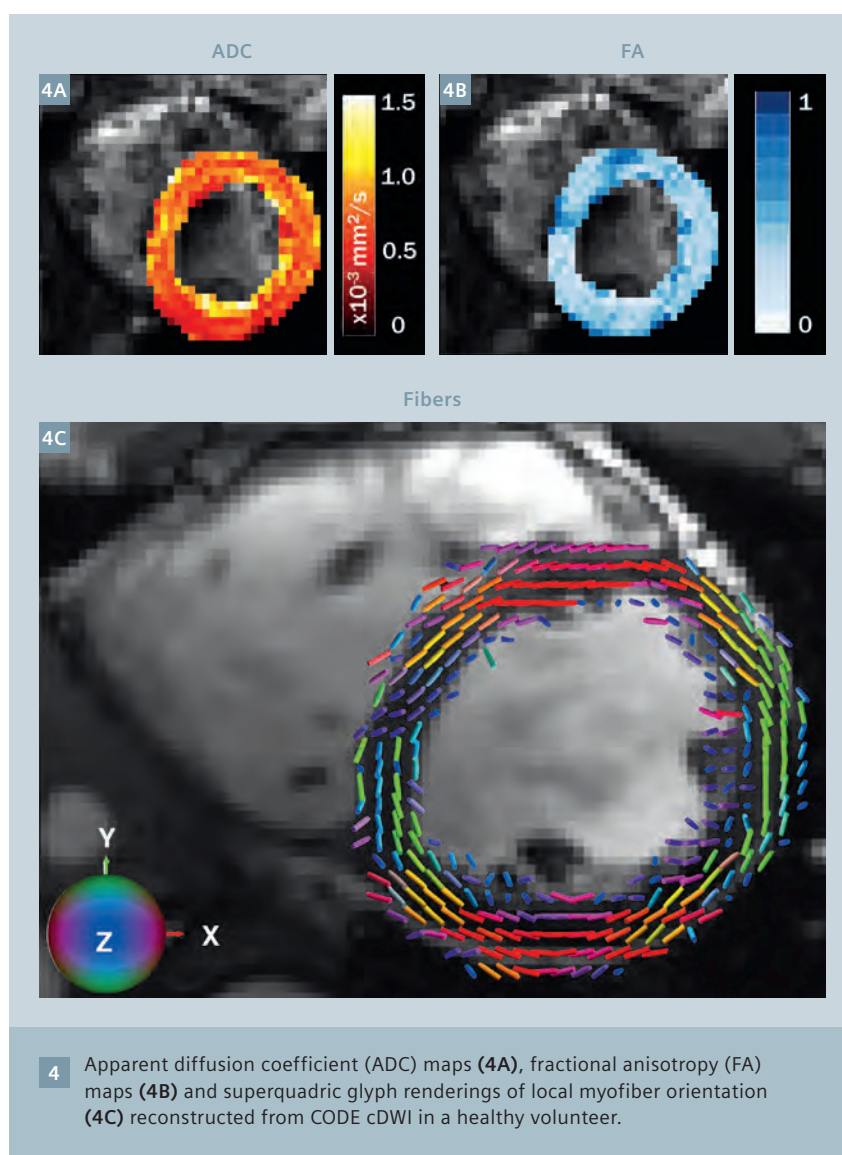 ADC
FA
4A
1.5
1.0
0.5
0
x10-3 mm2/s
4B
1
0
Fibers
4C
Y
Z
X
4
Apparent diffusion coefficient (ADC) maps (4A), fractional anisotropy (FA)
maps (4B) and superquadric glyph renderings of local myofiber orientation
(4C) reconstructed from CODE cDWI in a healthy volunteer.